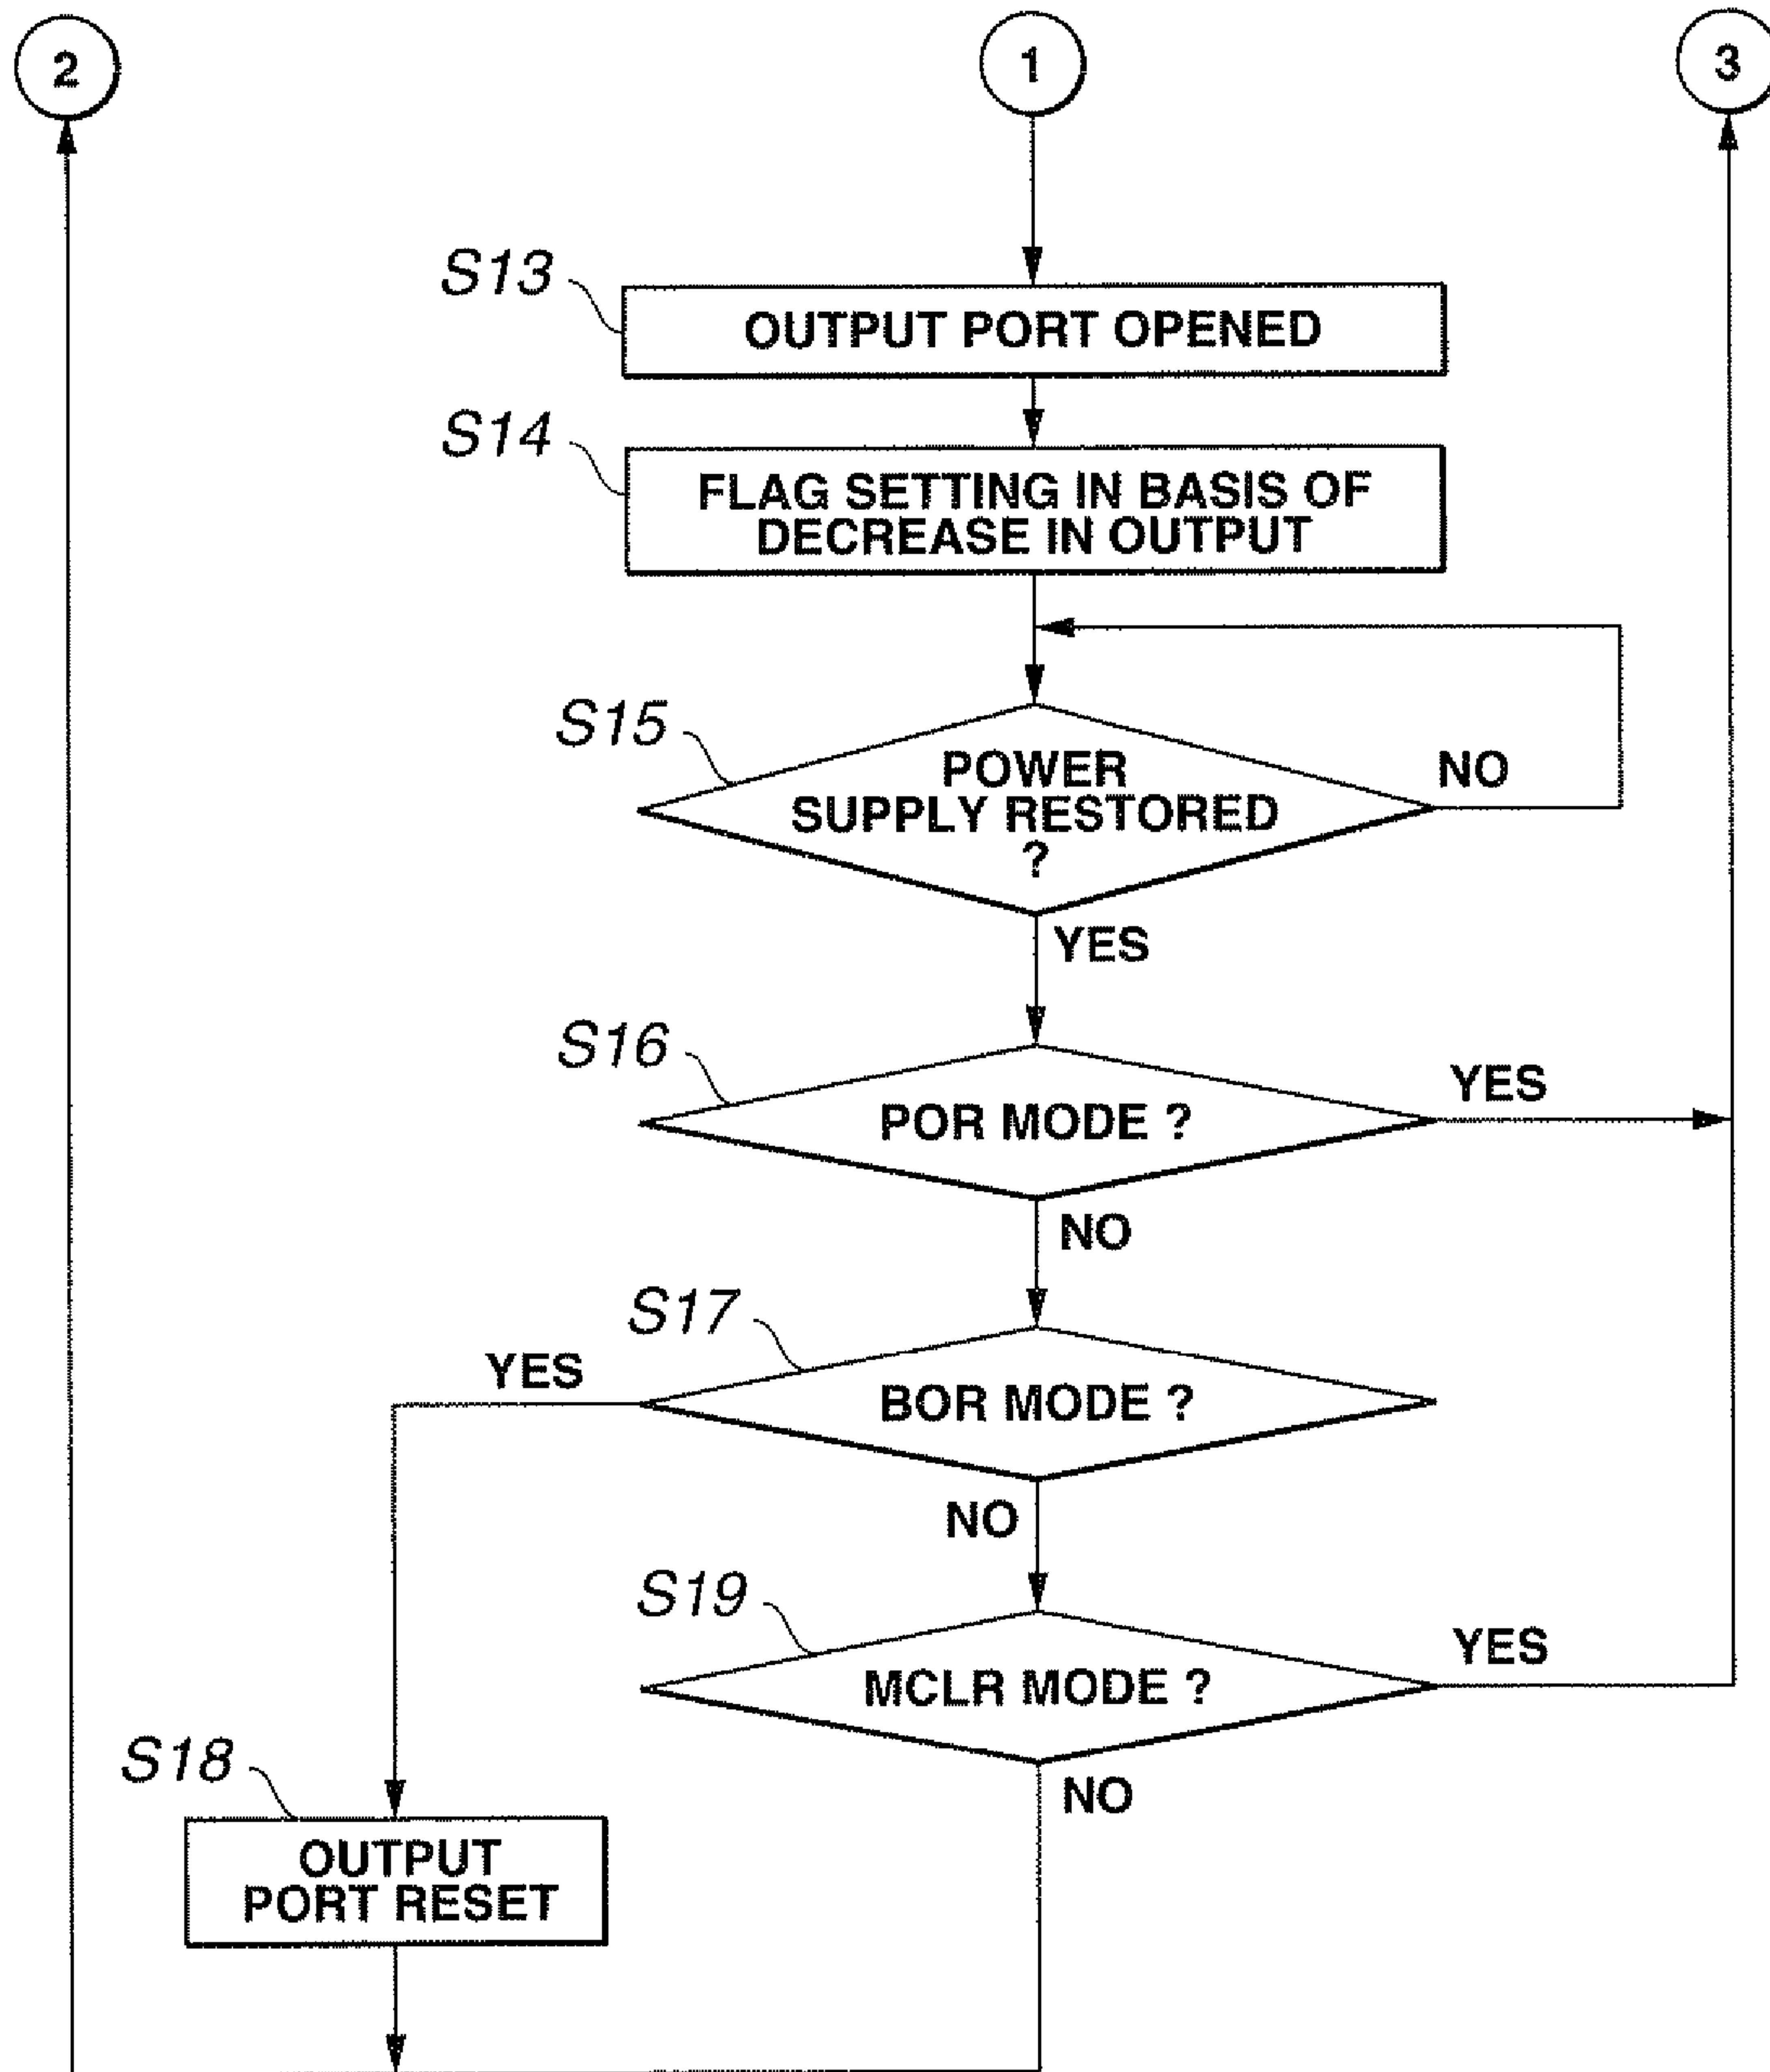 2
1
3
S13
OUTPUT PORT OPENED
S14
FLAG SETTING IN BASIS OF
DECREASE IN OUTPUT
S15
POWER
SUPPLY RESTORED
?
NO
YES
S16
POR MODE ?
YES
NO
S17
YES
BOR MODE ?
NO
S19
MCLR MODE ?
YES
NO
S18
OUTPUT
PORT RESET